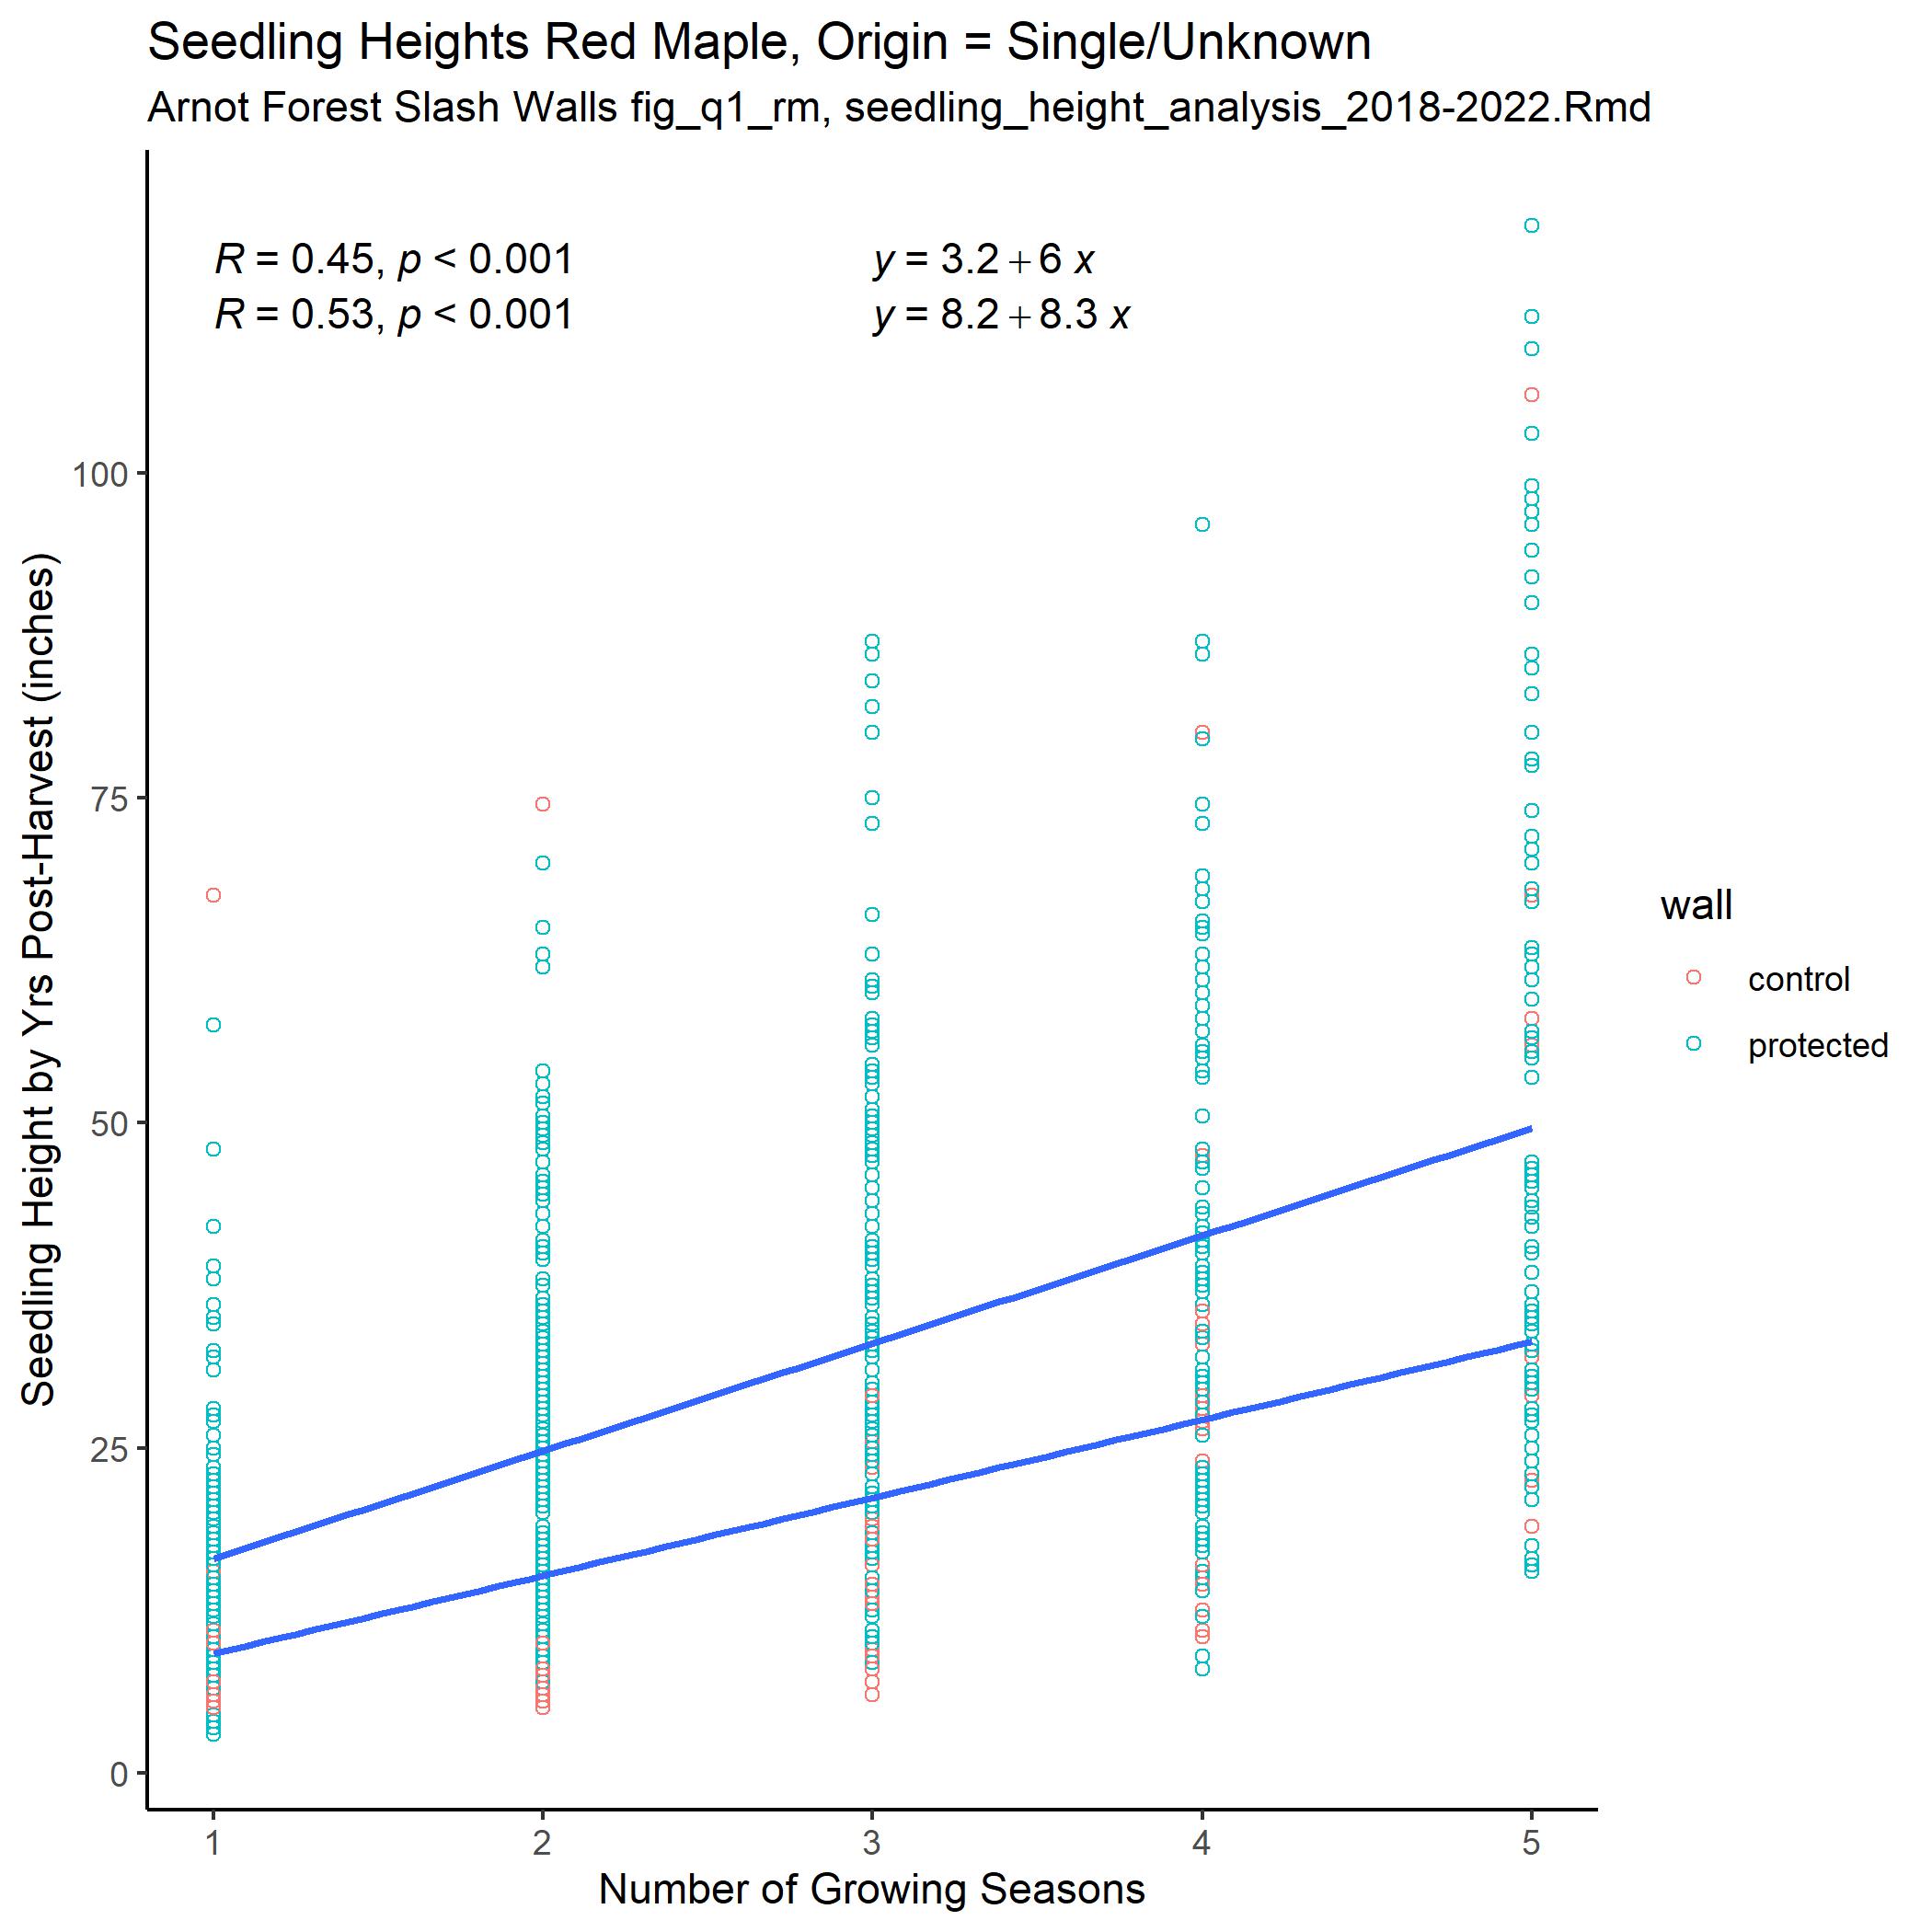 Seedling Heights Red Maple, Origin = Single/Unknown
Arnot Forest Slash Walls fig_q1_rm, seedling_height_analysis_2018-2022.Rmd
R = 0.45, p < 0.001
y = 3.2 + 6 x
R = 0.53, p < 0.001
y = 8.2 + 8.3 x
Seedling Height by Yrs Post-Harvest (inches)
100
75
50
25
0
1
2
3
4
5
Number of Growing Seasons
wall
control
protected